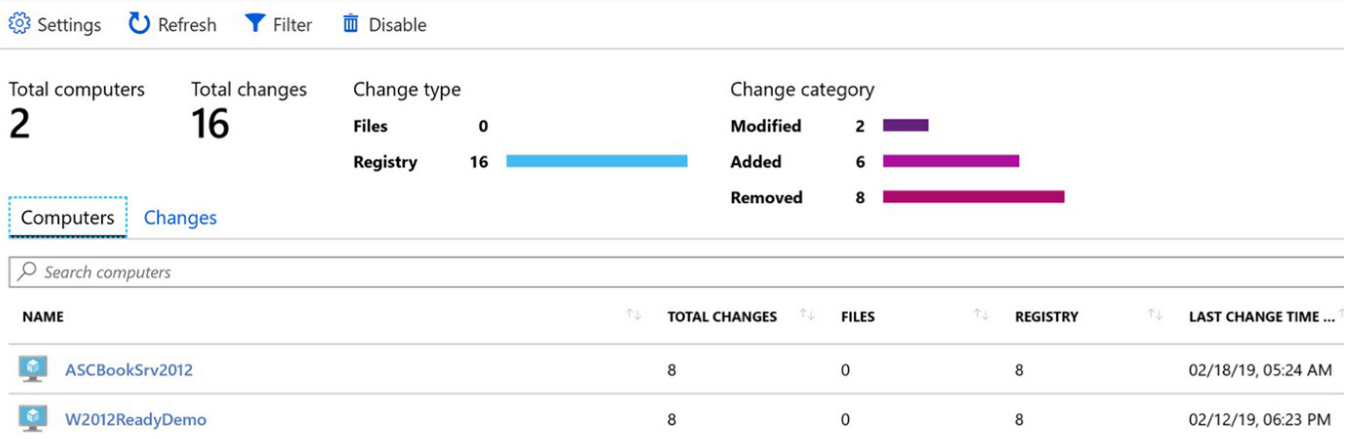 Settings Refresh Filter Disable
Total computers Total changes Change type Change category
2 16
Files 0 Modified 2
Registry 16 Added 6
Removed 8
Computers Changes
Search computers
NAME TOTAL CHANGES FILES REGISTRY LAST CHANGE TIME ...
ASCBookSrv2012 8 0 8 02/18/19, 05:24 AM
W2012ReadyDemo 8 0 8 02/12/19, 06:23 PM